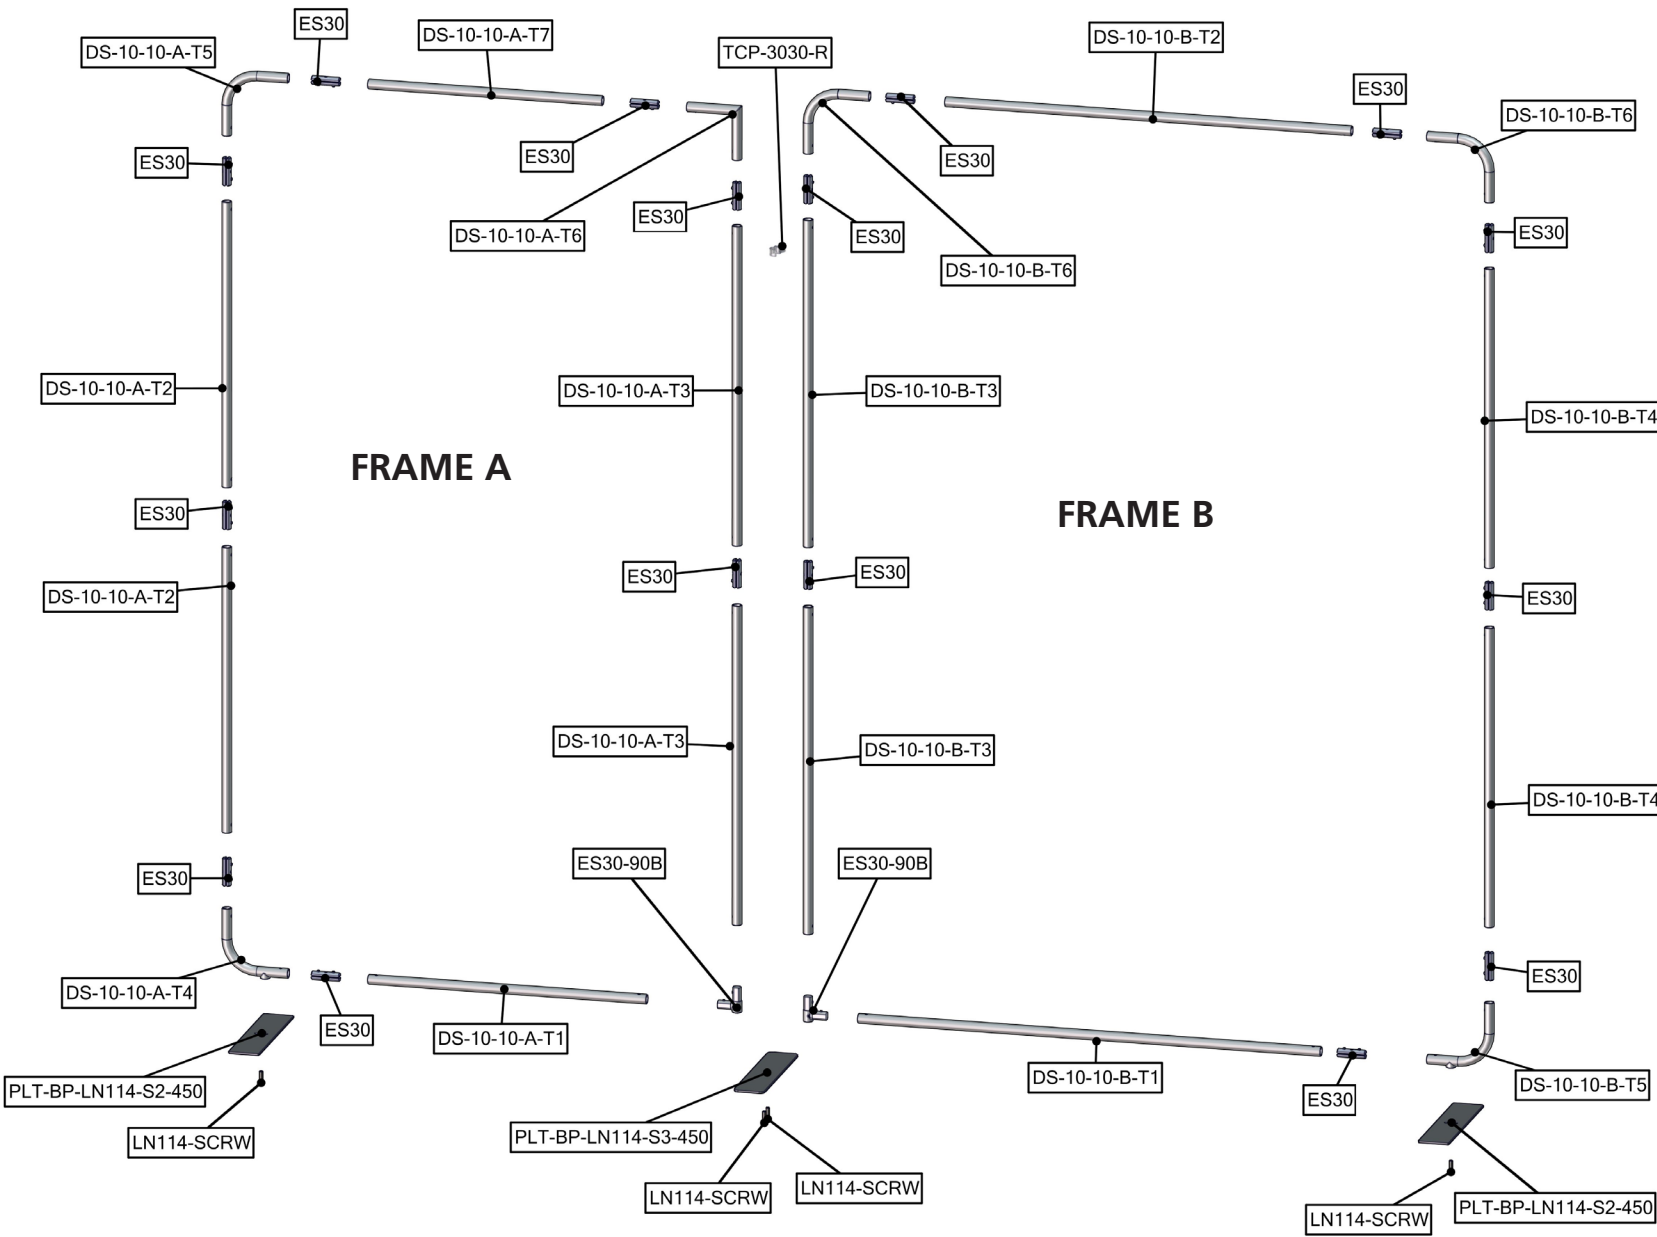 ES30
DS-10-10-A-T5
DS-10-10-A-T7
TCP-3030-R
DS-10-10-B-T2
ES30
DS-10-10-B-T6
ES30
ES30
ES30
ES30
DS-10-10-A-T6
ES30
ES30
DS-10-10-B-T6
DS-10-10-A-T2
DS-10-10-A-T3
DS-10-10-B-T3
DS-10-10-B-T4
FRAME A
FRAME B
ES30
ES30
ES30
DS-10-10-A-T2
ES30
DS-10-10-A-T3
DS-10-10-B-T3
DS-10-10-B-T4
ES30
ES30-90B
ES30-90B
DS-10-10-A-T4
ES30
ES30
DS-10-10-A-T1
DS-10-10-B-T1
DS-10-10-B-T5
PLT-BP-LN114-S2-450
ES30
LN114-SCRW
PLT-BP-LN114-S3-450
LN114-SCRW
LN114-SCRW
LN114-SCRW
PLT-BP-LN114-S2-450